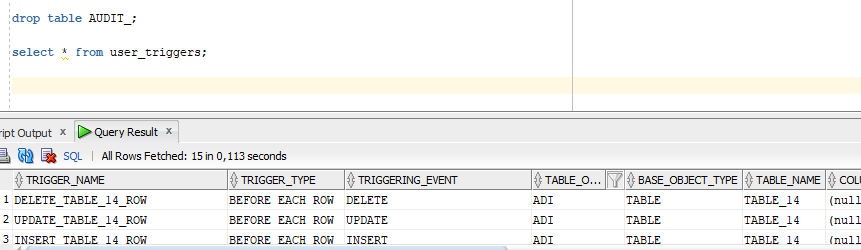 drop table AUDIT_;
select * from user_triggers;
ript Output x Query Result x
SQL | All Rows Fetched: 15 in 0,113 seconds
TRIGGER_NAME TRIGGER_TYPE TRIGGERING_EVENT TABLE_O... BASE_OBJECT_TYPE TABLE_NAME COLU
1 DELETE_TABLE_14_ROW BEFORE EACH ROW DELETE ADI TABLE TABLE_14 (null
2 UPDATE_TABLE_14_ROW BEFORE EACH ROW UPDATE ADI TABLE TABLE_14 (null
3 INSERT_TABLE_14_ROW BEFORE EACH ROW INSERT ADI TABLE TABLE_14 (null